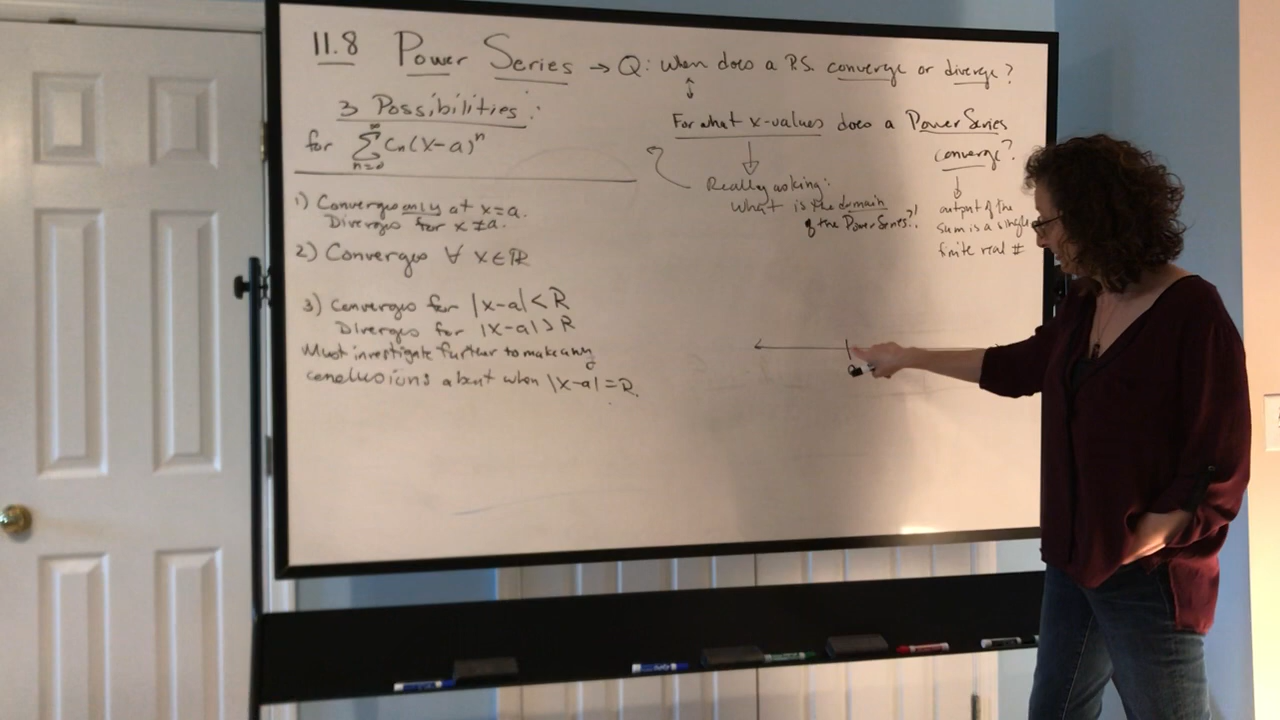 11.8 Power Series → Q: When does a P.S. converge or diverge?
3 Possibilities:
for ∞∑n=0 Cn(x-a)^n
1) Converges only at x=a.
Diverges for x≠a.
2) Converges ∀ x∈ℝ
3) Converges for |x-a|<R
Diverges for |x-a|>R
Must investigate further to make any
conclusions about when |x-a|=R.
↕
For what x-values does a Power Series
converge?
Really asking:
What is the domain
of the Power Series?!
output of the
sum is a single
finite real #